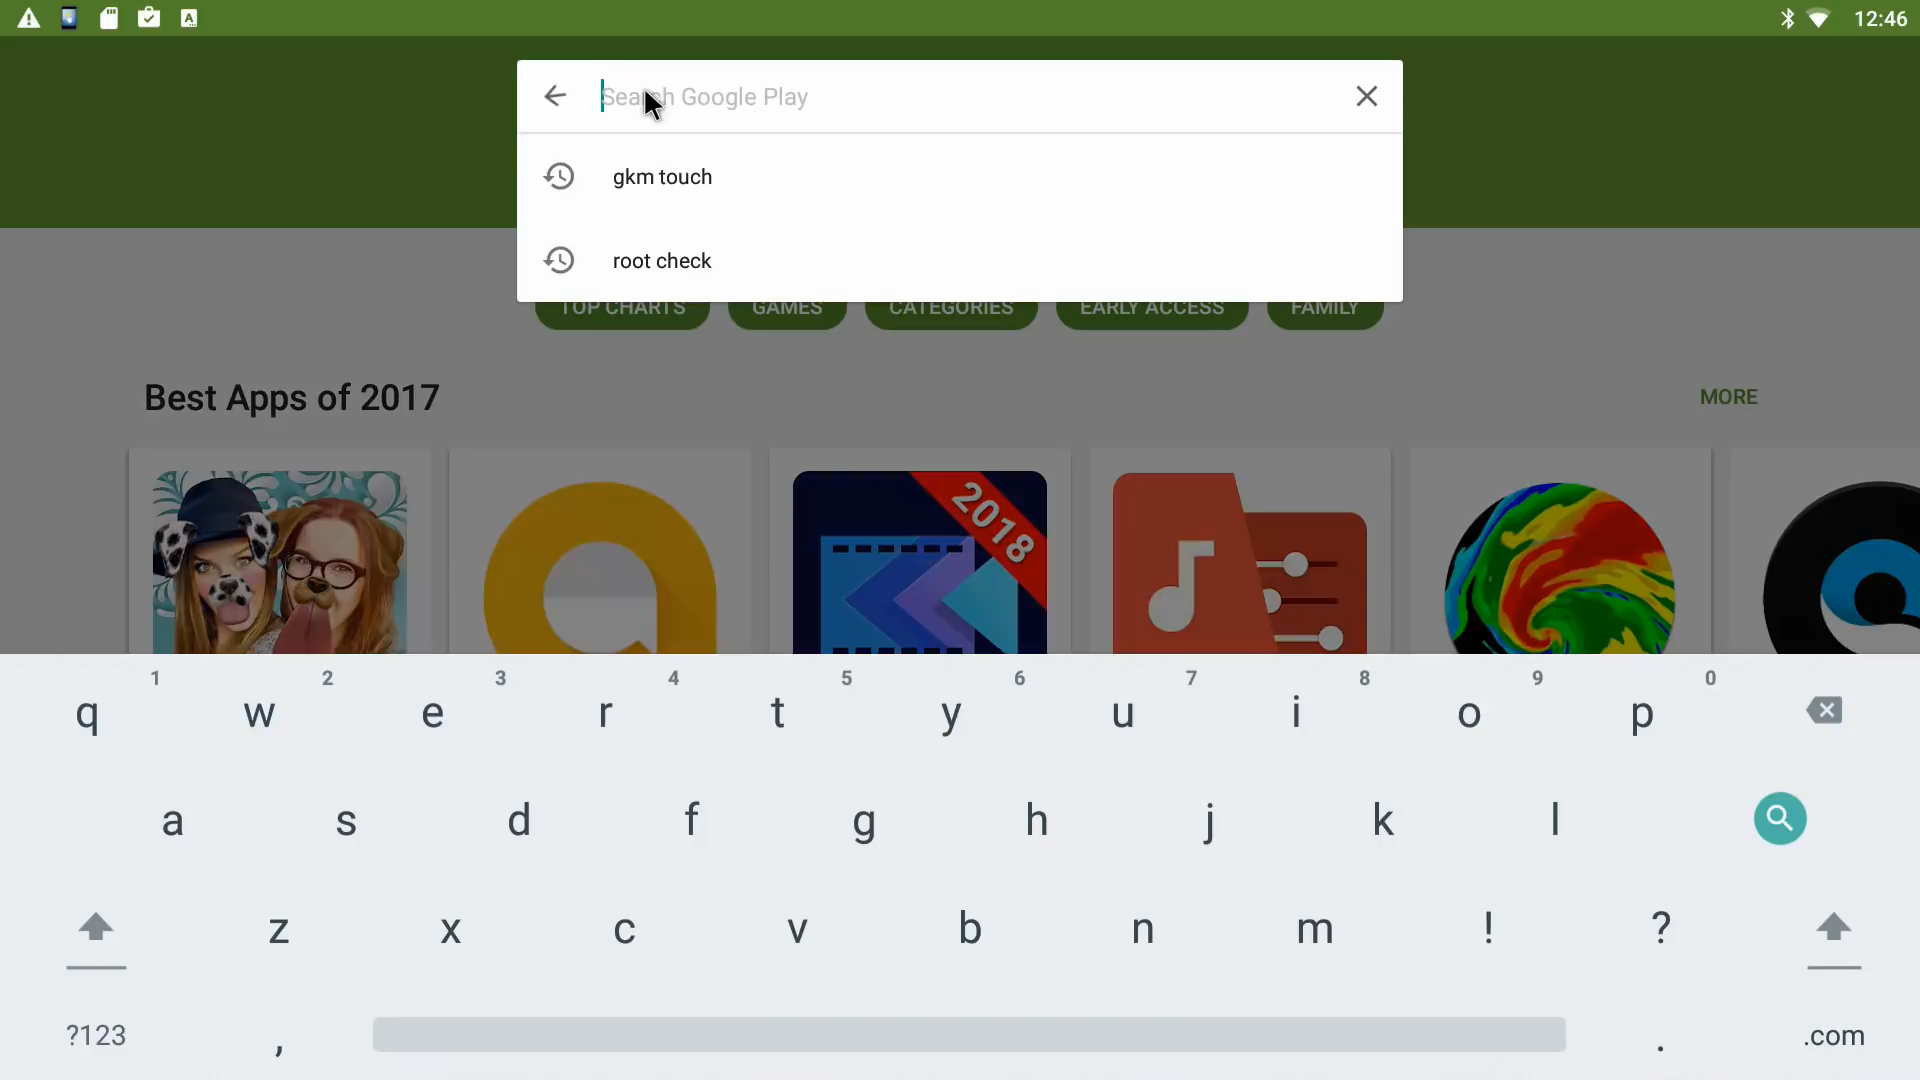 12:46
Search Google Play
gkm touch
root check
TOP CHARTS
GAMES
CATEGORIES
EARLY ACCESS
FAMILY
Best Apps of 2017
MORE
2018
1 2 3 4 5 6 7 8 9 0
q w e r t y u i o p
a s d f g h j k l
z x c v b n m ! ?
?123 , . .com